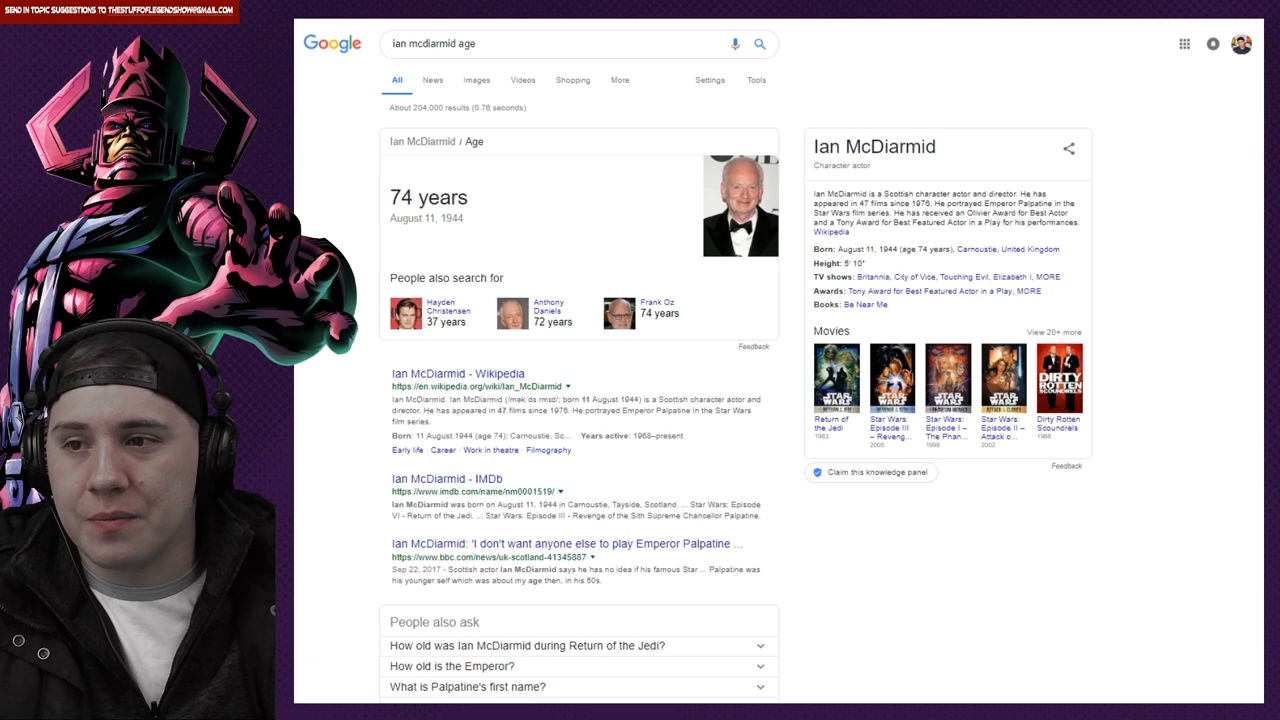 SEND IN TOPIC SUGGESTIONS TO THESTUFFOFLEGENDSHOW@GMAIL.COM
Google
ian mcdiarmid age
All News Images Videos Shopping More Settings Tools
About 204,000 results (0.76 seconds)
Ian McDiarmid / Age
74 years
August 11, 1944
People also search for
Hayden
Christensen
37 years
Anthony
Daniels
72 years
Frank Oz
74 years
Feedback
Ian McDiarmid - Wikipedia
https://en.wikipedia.org/wiki/Ian_McDiarmid
Ian McDiarmid. Ian McDiarmid born 11 August 1944) is a Scottish character actor and
director. He has appeared in 47 films since 1976. He portrayed Emperor Palpatine in the Star Wars
film series.
Born: 11 August 1944 (age 74); Carnoustie, Sc... Years active: 1968–present
Early life · Career · Work in theatre · Filmography
Ian McDiarmid - IMDb
https://www.imdb.com/name/nm0001519/
Ian McDiarmid was born on August 11, 1944 in Carnoustie, Tayside, Scotland. ... Star Wars: Episode
VI - Return of the Jedi. ... Star Wars: Episode III - Revenge of the Sith Supreme Chancellor Palpatine.
Ian McDiarmid: 'I don't want anyone else to play Emperor Palpatine ...
https://www.bbc.com/news/uk-scotland-41345887
Sep 22, 2017 - Scottish actor Ian McDiarmid says he has no idea if his famous Star ... Palpatine was
his younger self which was about my age then, in his 50s.
People also ask
How old was Ian McDiarmid during Return of the Jedi?
How old is the Emperor?
What is Palpatine's first name?
Ian McDiarmid
Character actor
Ian McDiarmid is a Scottish character actor and director. He has
appeared in 47 films since 1976. He portrayed Emperor Palpatine in the
Star Wars film series. He has received an Olivier Award for Best Actor
and a Tony Award for Best Featured Actor in a Play for his performances.
Wikipedia
Born: August 11, 1944 (age 74 years), Carnoustie, United Kingdom
Height: 5' 10"
TV shows: Britannia, City of Vice, Touching Evil, Elizabeth I, MORE
Awards: Tony Award for Best Featured Actor in a Play, MORE
Books: Be Near Me
Movies
View 20+ more
STAR WARS
STAR WARS
STAR WARS
STAR WARS
DIRTY
ROTTEN
SCOUNDRELS
Return of
the Jedi
1983
Star Wars:
Episode III
– Reveng...
2005
Star Wars:
Episode I –
The Phan...
Star Wars:
Episode II –
Attack o...
2002
Dirty Rotten
Scoundrels
1988
Feedback
Claim this knowledge panel